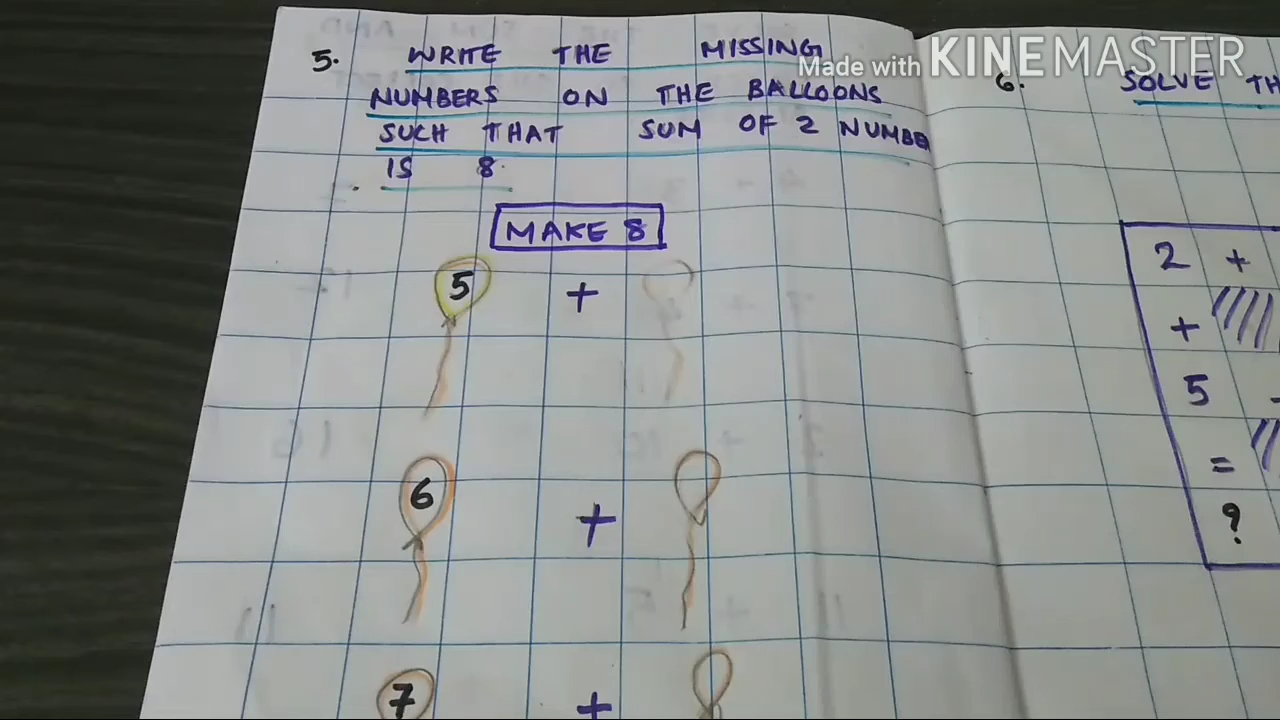 Made with KINEMASTER
5. WRITE THE MISSING
NUMBERS ON THE BALLOONS
SUCH THAT SUM OF 2 NUMBE
IS 8.
MAKE 8
5 +
6 +
7 +
6. SOLVE TH
2 +
+
5
=
?